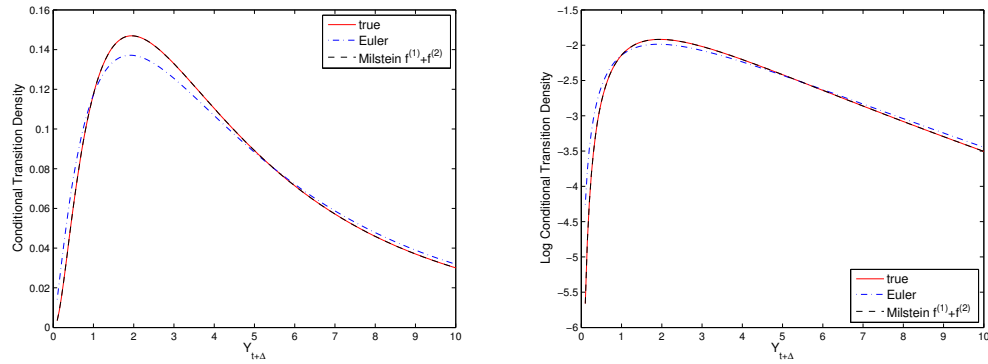 0.16
0.14
0.12
0.1
0.08
0.06
0.04
0.02
0
0 1 2 3 4 5 6 7 8 9 10
Conditional Transition Density
Y_{t+Δ}
true
Euler
Milstein f^{(1)}+f^{(2)}
−1.5
−2
−2.5
−3
−3.5
−4
−4.5
−5
−5.5
−6
0 1 2 3 4 5 6 7 8 9 10
Log Conditional Transition Density
Y_{t+Δ}
true
Euler
Milstein f^{(1)}+f^{(2)}